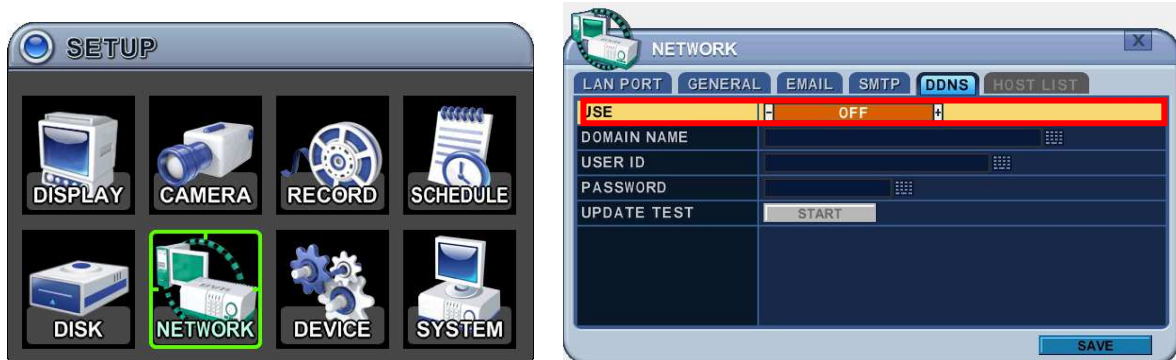 SETUP
DISPLAY CAMERA RECORD SCHEDULE
DISK NETWORK DEVICE SYSTEM
NETWORK X
LAN PORT GENERAL EMAIL SMTP DDNS HOST LIST
USE - OFF +
DOMAIN NAME
USER ID
PASSWORD
UPDATE TEST START
SAVE